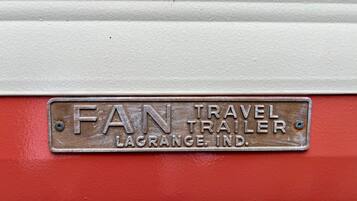 FAN TRAVEL
TRAILER
LAGRANGE, IND.